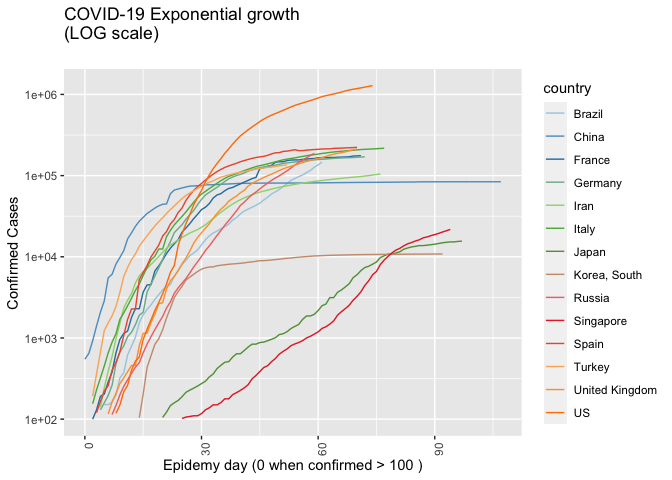 COVID-19 Exponential growth
(LOG scale)
Confirmed Cases
1e+06
1e+05
1e+04
1e+03
1e+02
0
30
60
90
Epidemy day (0 when confirmed > 100 )
country
Brazil
China
France
Germany
Iran
Italy
Japan
Korea, South
Russia
Singapore
Spain
Turkey
United Kingdom
US